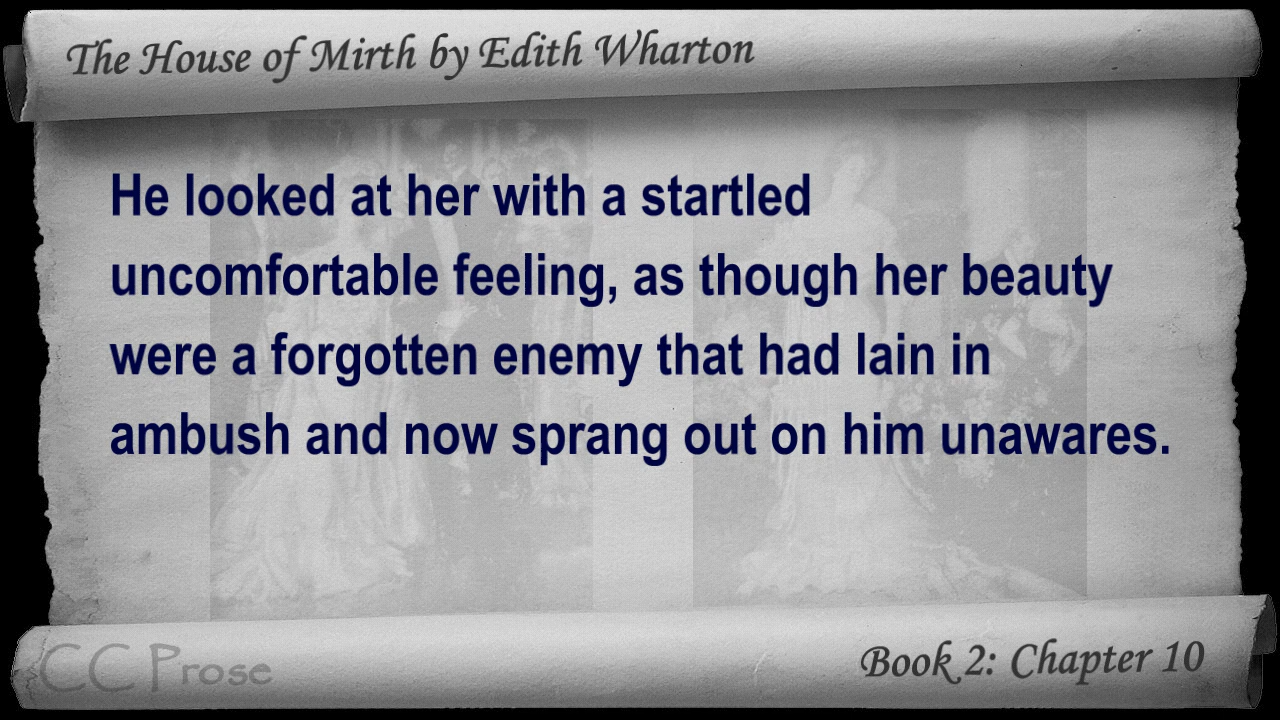 The House of Mirth by Edith Wharton
He looked at her with a startled
uncomfortable feeling, as though her beauty
were a forgotten enemy that had lain in
ambush and now sprang out on him unawares.
CC Prose
Book 2: Chapter 10